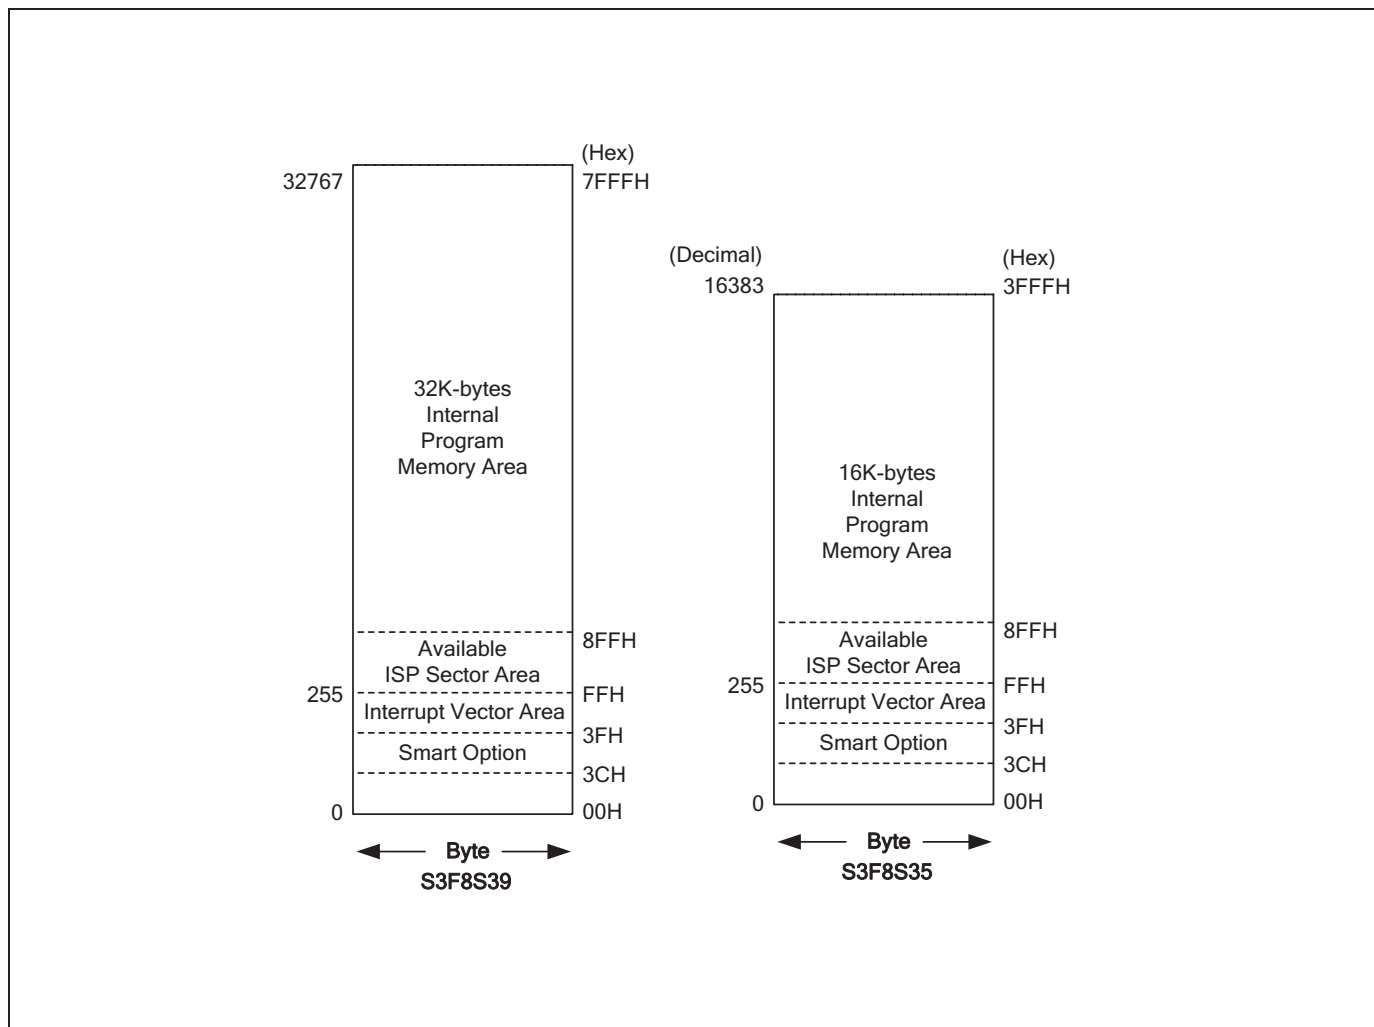 (Hex)
32767
7FFFH
32K-bytes
Internal
Program
Memory Area
8FFH
Available
ISP Sector Area
255
FFH
Interrupt Vector Area
3FH
Smart Option
3CH
0
00H
Byte
S3F8S39
(Decimal)
(Hex)
16383
3FFFH
16K-bytes
Internal
Program
Memory Area
8FFH
Available
ISP Sector Area
255
FFH
Interrupt Vector Area
3FH
Smart Option
3CH
0
00H
Byte
S3F8S35